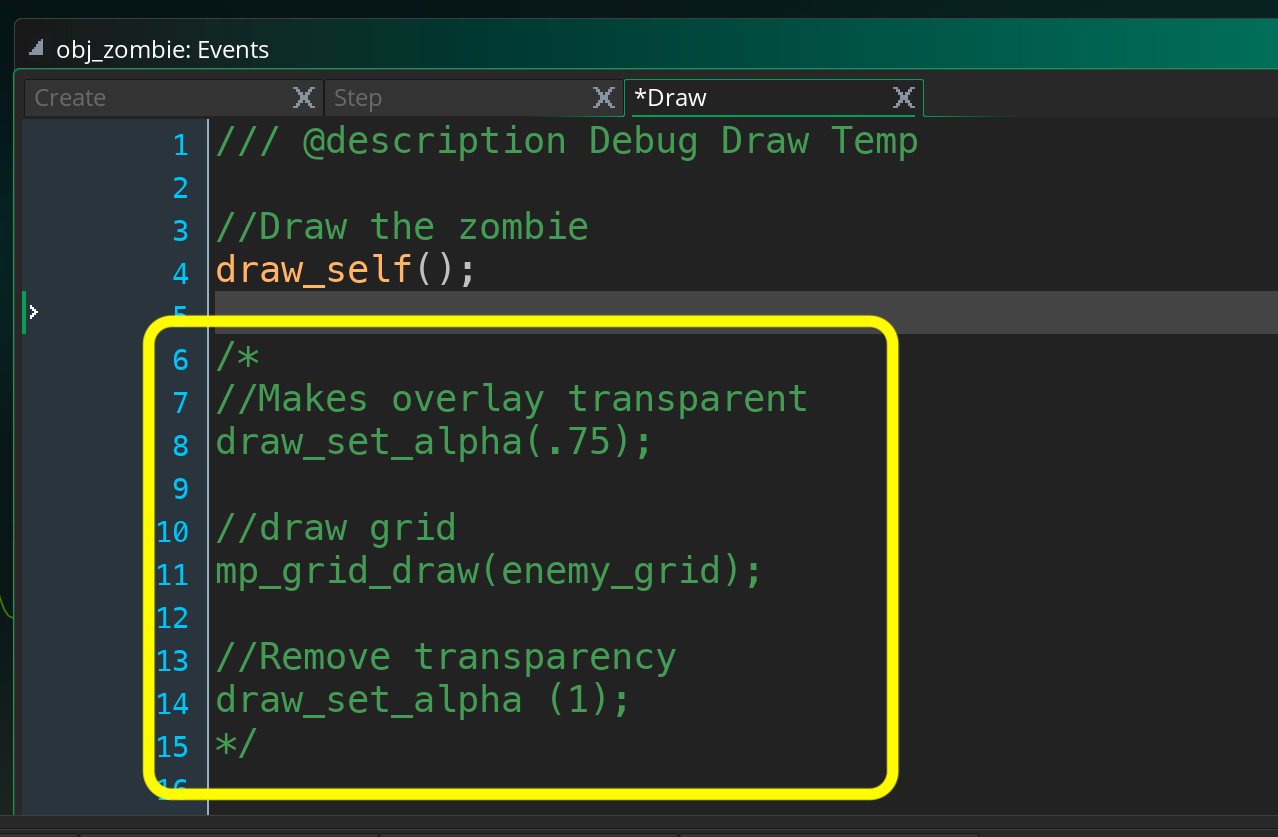 obj_zombie: Events
Create Step *Draw
1 /// @description Debug Draw Temp
2
3 //Draw the zombie
4 draw_self();
5
6 /*
7 //Makes overlay transparent
8 draw_set_alpha(.75);
9
10 //draw grid
11 mp_grid_draw(enemy_grid);
12
13 //Remove transparency
14 draw_set_alpha (1);
15 */
16